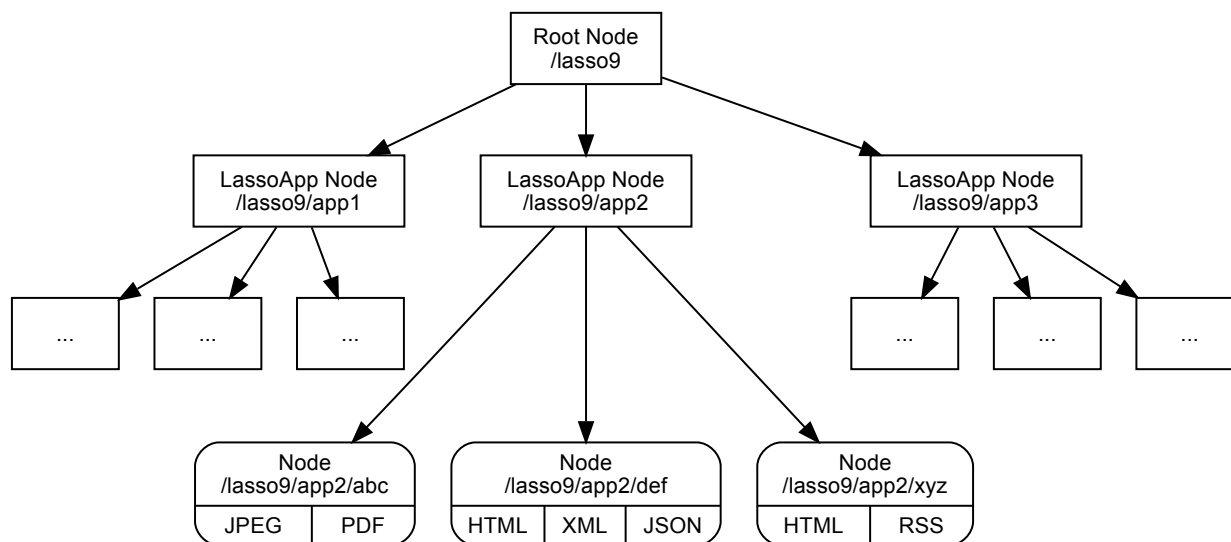 Root Node
/lasso9
LassoApp Node
/lasso9/app1
LassoApp Node
/lasso9/app2
LassoApp Node
/lasso9/app3
...
...
...
...
...
...
Node
/lasso9/app2/abc
JPEG
PDF
Node
/lasso9/app2/def
HTML
XML
JSON
Node
/lasso9/app2/xyz
HTML
RSS